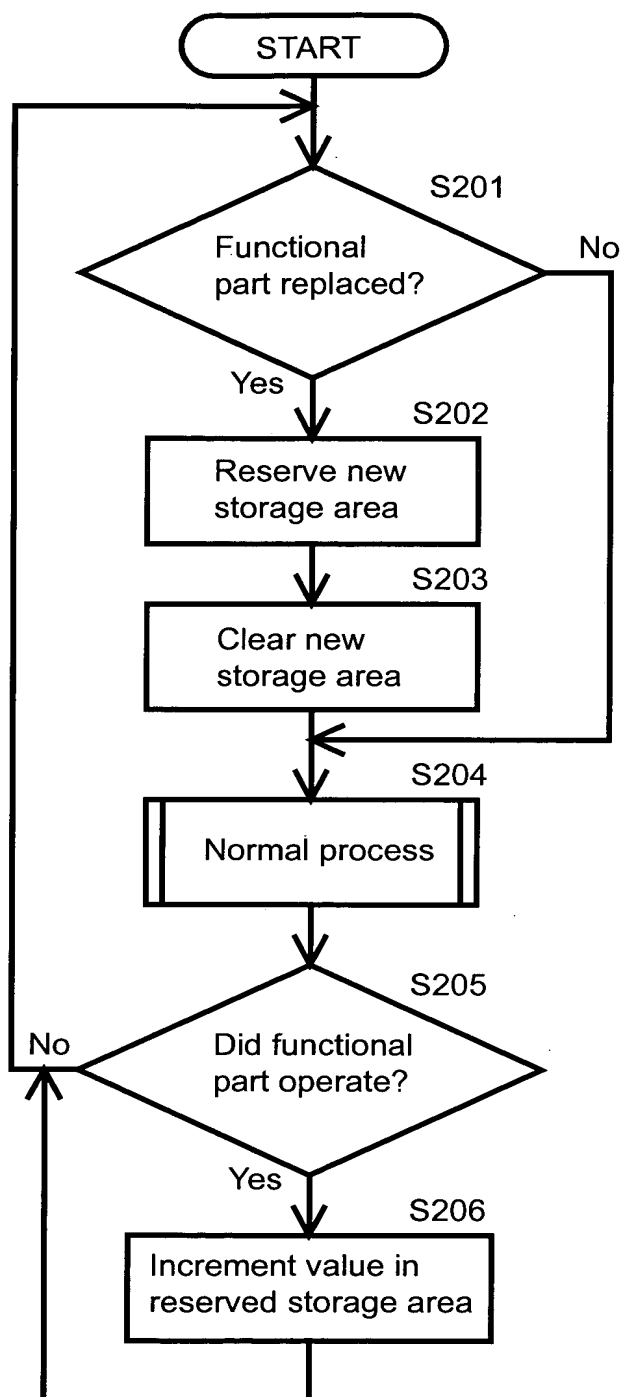 START
S201
Functional
part replaced?
No
Yes
S202
Reserve new
storage area
S203
Clear new
storage area
S204
Normal process
S205
No
Did functional
part operate?
Yes
S206
Increment value in
reserved storage area